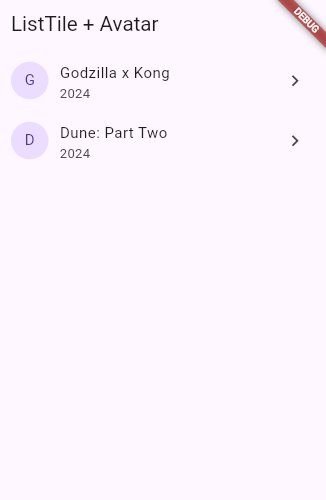 ListTile + Avatar
DEBUG
G
Godzilla x Kong
2024
D
Dune: Part Two
2024